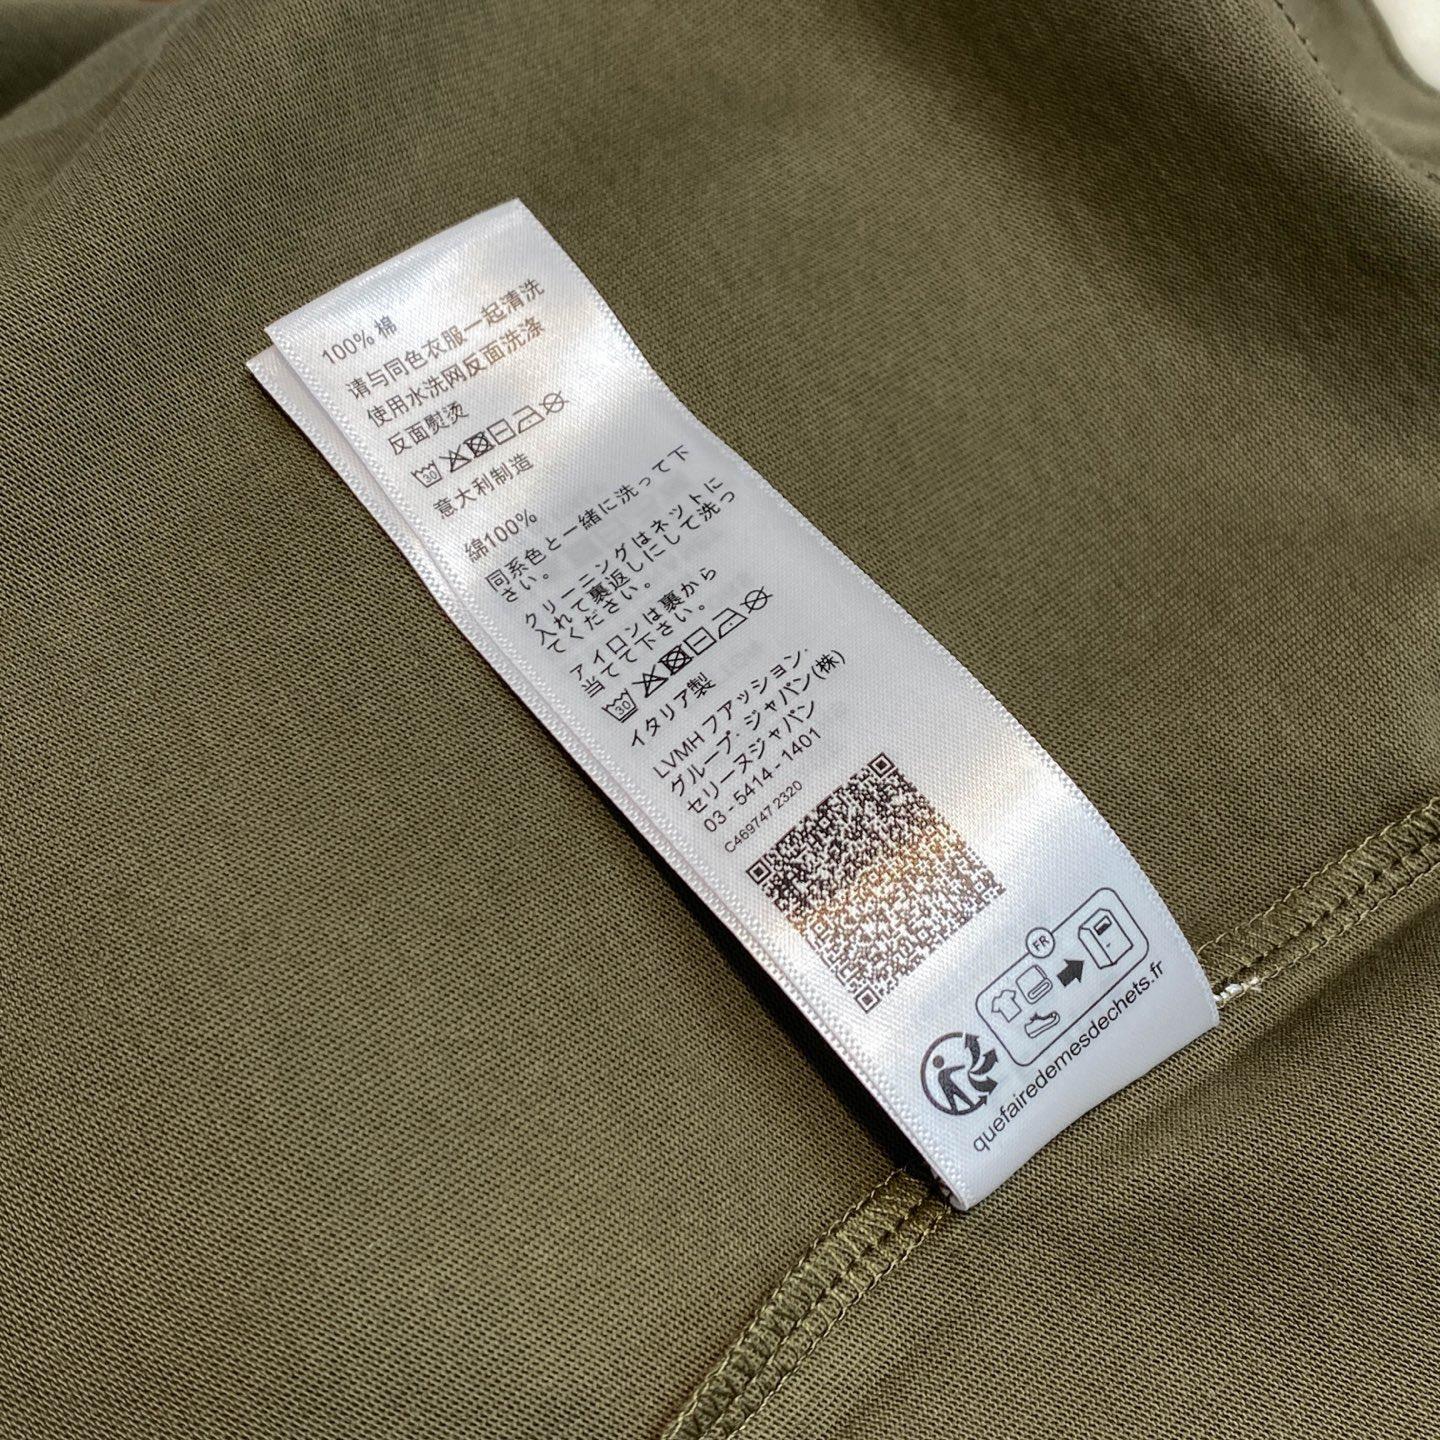 100% 棉
请与同色衣服一起清洗
使用水洗网反面洗涤
反面熨烫
30
意大利制造
綿100%
同系色と一緒に洗って下
さい。
クリーニングはネットに
入れて裏返しにして洗っ
てください。
アイロンは裏から
当てて下さい。
30
イタリア製
LVMH ファッション·
グループ· ジャパン(株)
セリーヌジャパン
03 - 5414 - 1401
C469747 2320
FR
quefairedemesdechets.fr